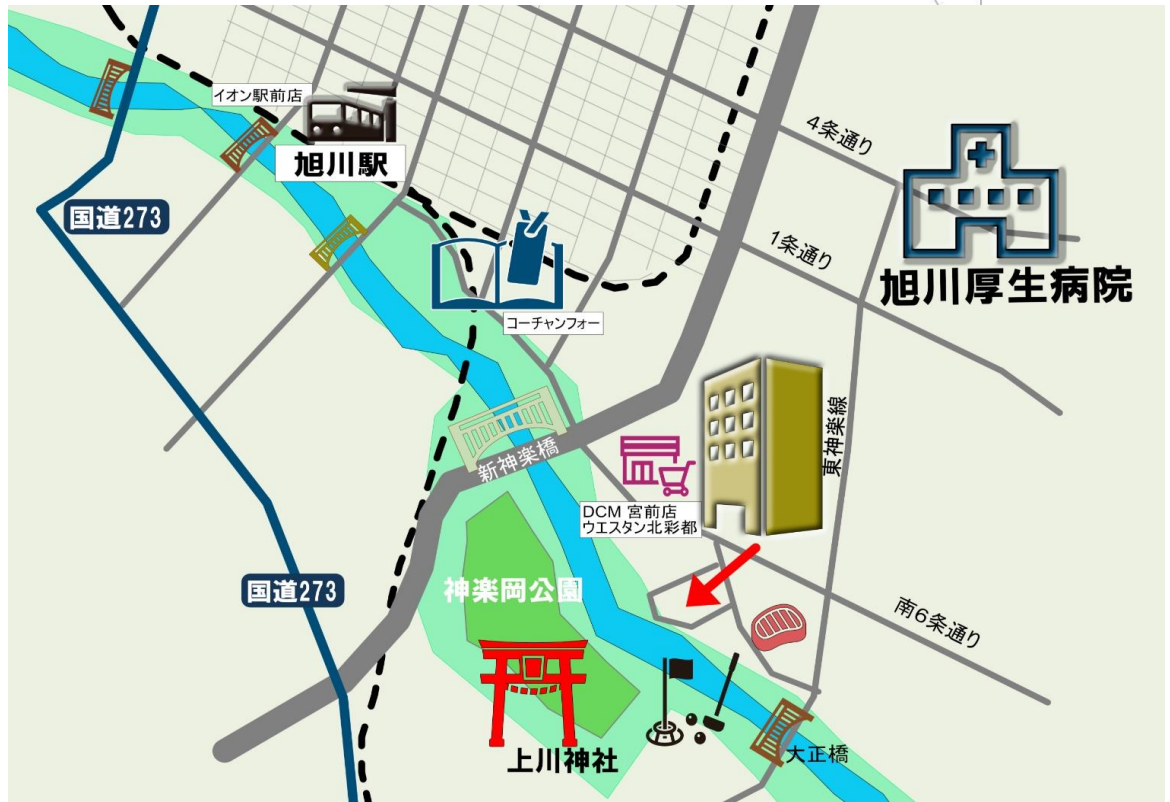 イオン駅前店
旭川駅
4条通り
国道273
1条通り
旭川厚生病院
コーチャンフォー
東神楽線
新神楽橋
DCM 宮前店
ウエスタン北彩都
国道273
神楽岡公園
南6条通り
上川神社
大正橋